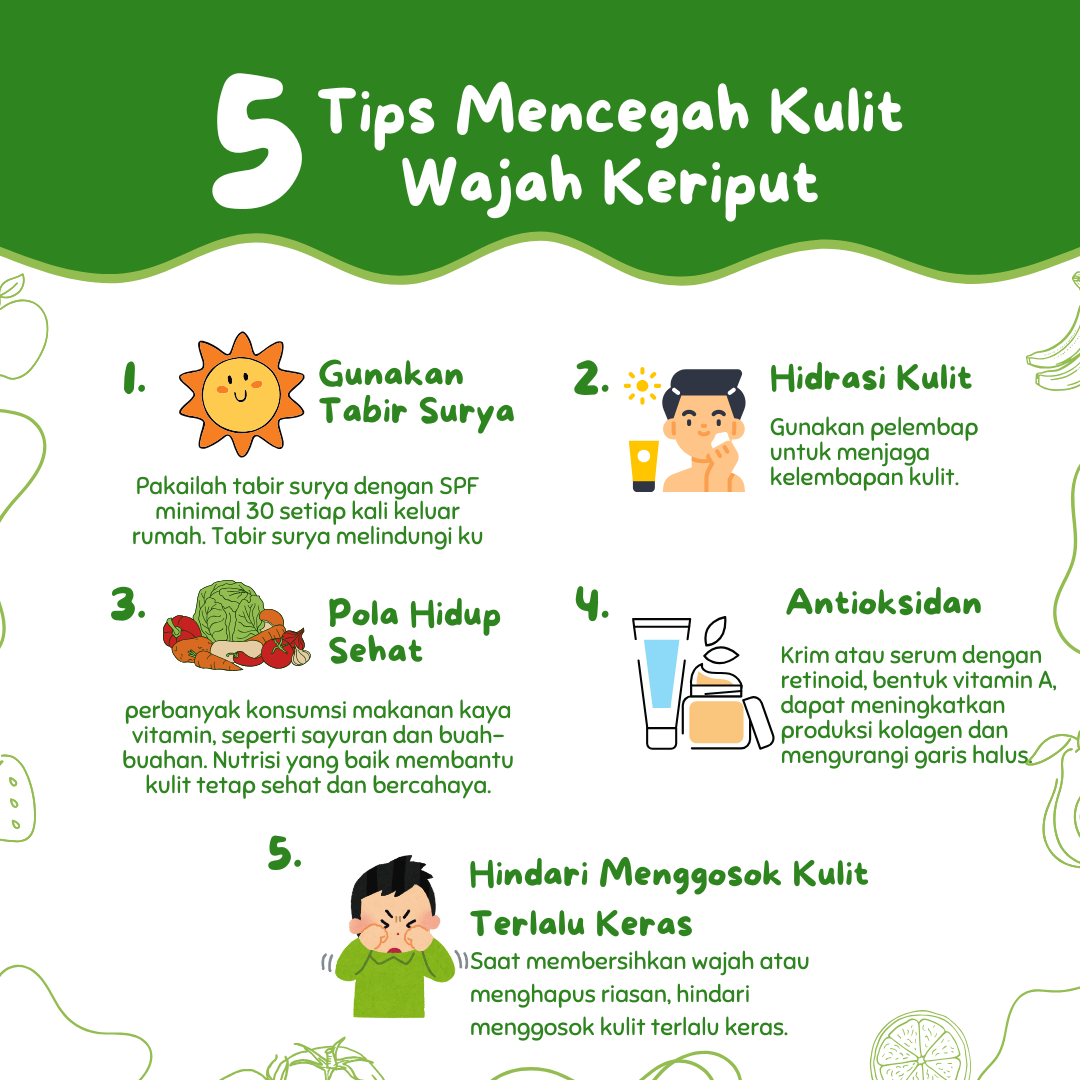 5
Tips Mencegah Kulit
Wajah Keriput
1.
Gunakan
Tabir Surya
Pakailah tabir surya dengan SPF
minimal 30 setiap kali keluar
rumah. Tabir surya melindungi ku
2.
Hidrasi Kulit
Gunakan pelembap
untuk menjaga
kelembapan kulit.
3.
Pola Hidup
Sehat
perbanyak konsumsi makanan kaya
vitamin, seperti sayuran dan buah-
buahan. Nutrisi yang baik membantu
kulit tetap sehat dan bercahaya.
4.
Antioksidan
Krim atau serum dengan
retinoid, bentuk vitamin A,
dapat meningkatkan
produksi kolagen dan
mengurangi garis halus.
5.
Hindari Menggosok Kulit
Terlalu Keras
Saat membersihkan wajah atau
menghapus riasan, hindari
menggosok kulit terlalu keras.